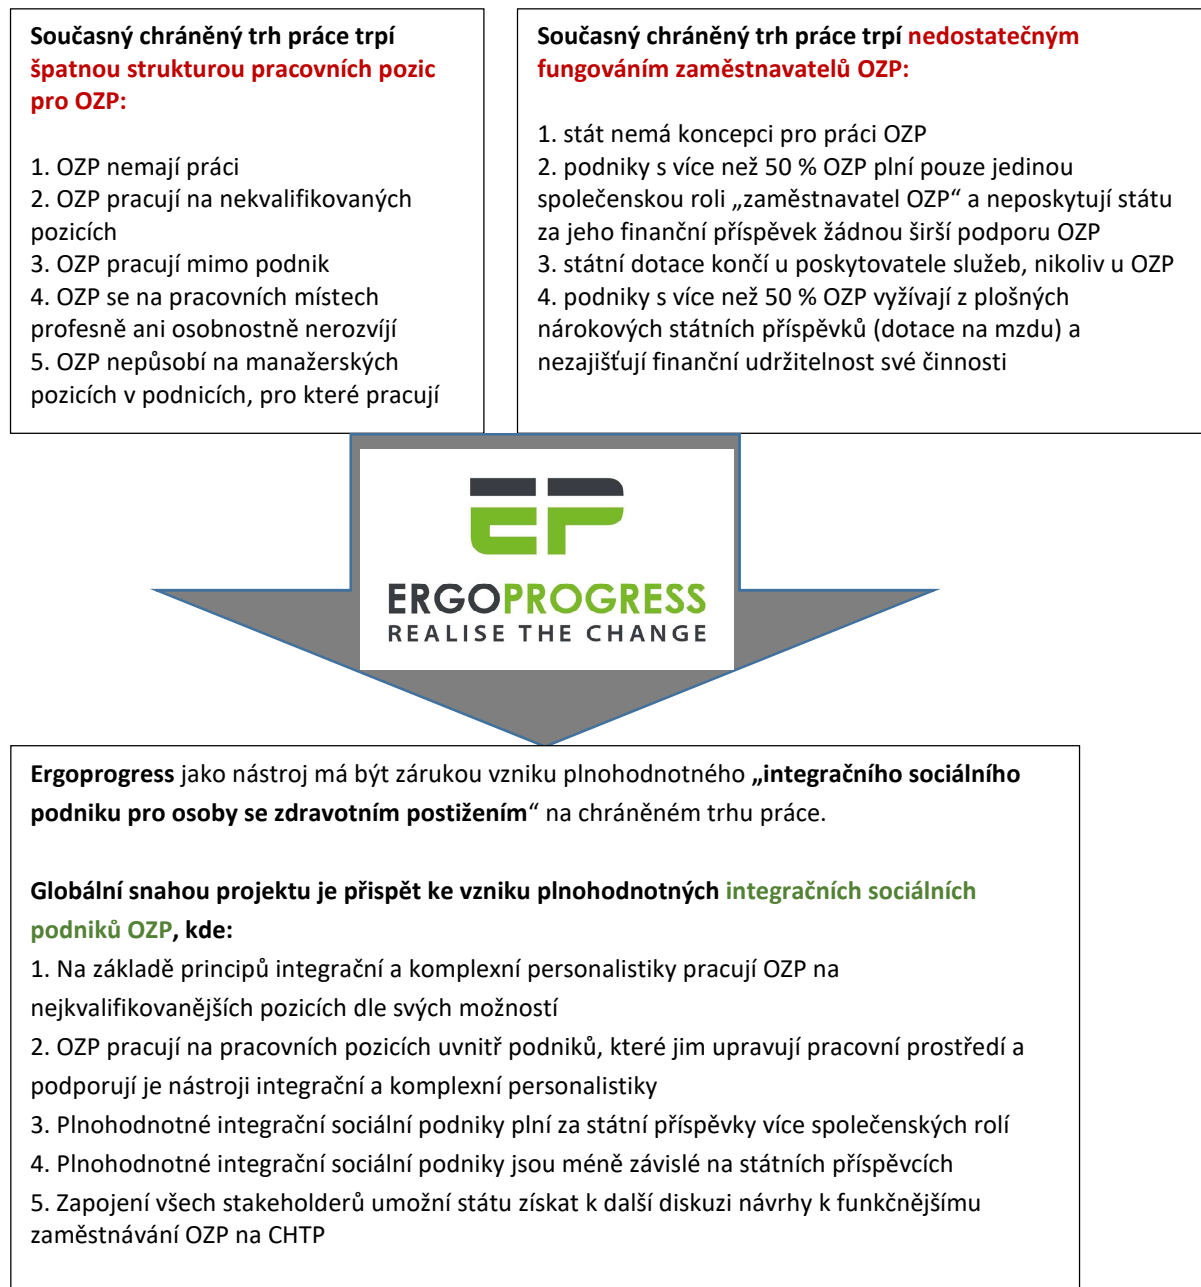 Současný chráněný trh práce trpí
špatnou strukturou pracovních pozic
pro OZP:
1. OZP nemají práci
2. OZP pracují na nekvalifikovaných
pozicích
3. OZP pracují mimo podnik
4. OZP se na pracovních místech
profesně ani osobnostně nerozvíjí
5. OZP nepůsobí na manažerských
pozicích v podnicích, pro které pracují
Současný chráněný trh práce trpí nedostatečným
fungováním zaměstnavatelů OZP:
1. stát nemá koncepci pro práci OZP
2. podniky s více než 50 % OZP plní pouze jedinou
společenskou roli „zaměstnavatel OZP“ a neposkytují státu
za jeho finanční příspěvek žádnou širší podporu OZP
3. státní dotace končí u poskytovatele služeb, nikoliv u OZP
4. podniky s více než 50 % OZP vyžívají z plošných
nárokových státních příspěvků (dotace na mzdu) a
nezajišťují finanční udržitelnost své činnosti
EP
ERGOPROGRESS
REALISE THE CHANGE
Ergoprogress jako nástroj má být zárukou vzniku plnohodnotného „integračního sociálního
podniku pro osoby se zdravotním postižením“ na chráněném trhu práce.
Globální snahou projektu je přispět ke vzniku plnohodnotných integračních sociálních
podniků OZP, kde:
1. Na základě principů integrační a komplexní personalistiky pracují OZP na
nejkvalifikovanějších pozicích dle svých možností
2. OZP pracují na pracovních pozicích uvnitř podniků, které jim upravují pracovní prostředí a
podporují je nástroji integrační a komplexní personalistiky
3. Plnohodnotné integrační sociální podniky plní za státní příspěvky více společenských rolí
4. Plnohodnotné integrační sociální podniky jsou méně závislé na státních příspěvcích
5. Zapojení všech stakeholderů umožní státu získat k další diskuzi návrhy k funkčnějšímu
zaměstnávání OZP na CHTP